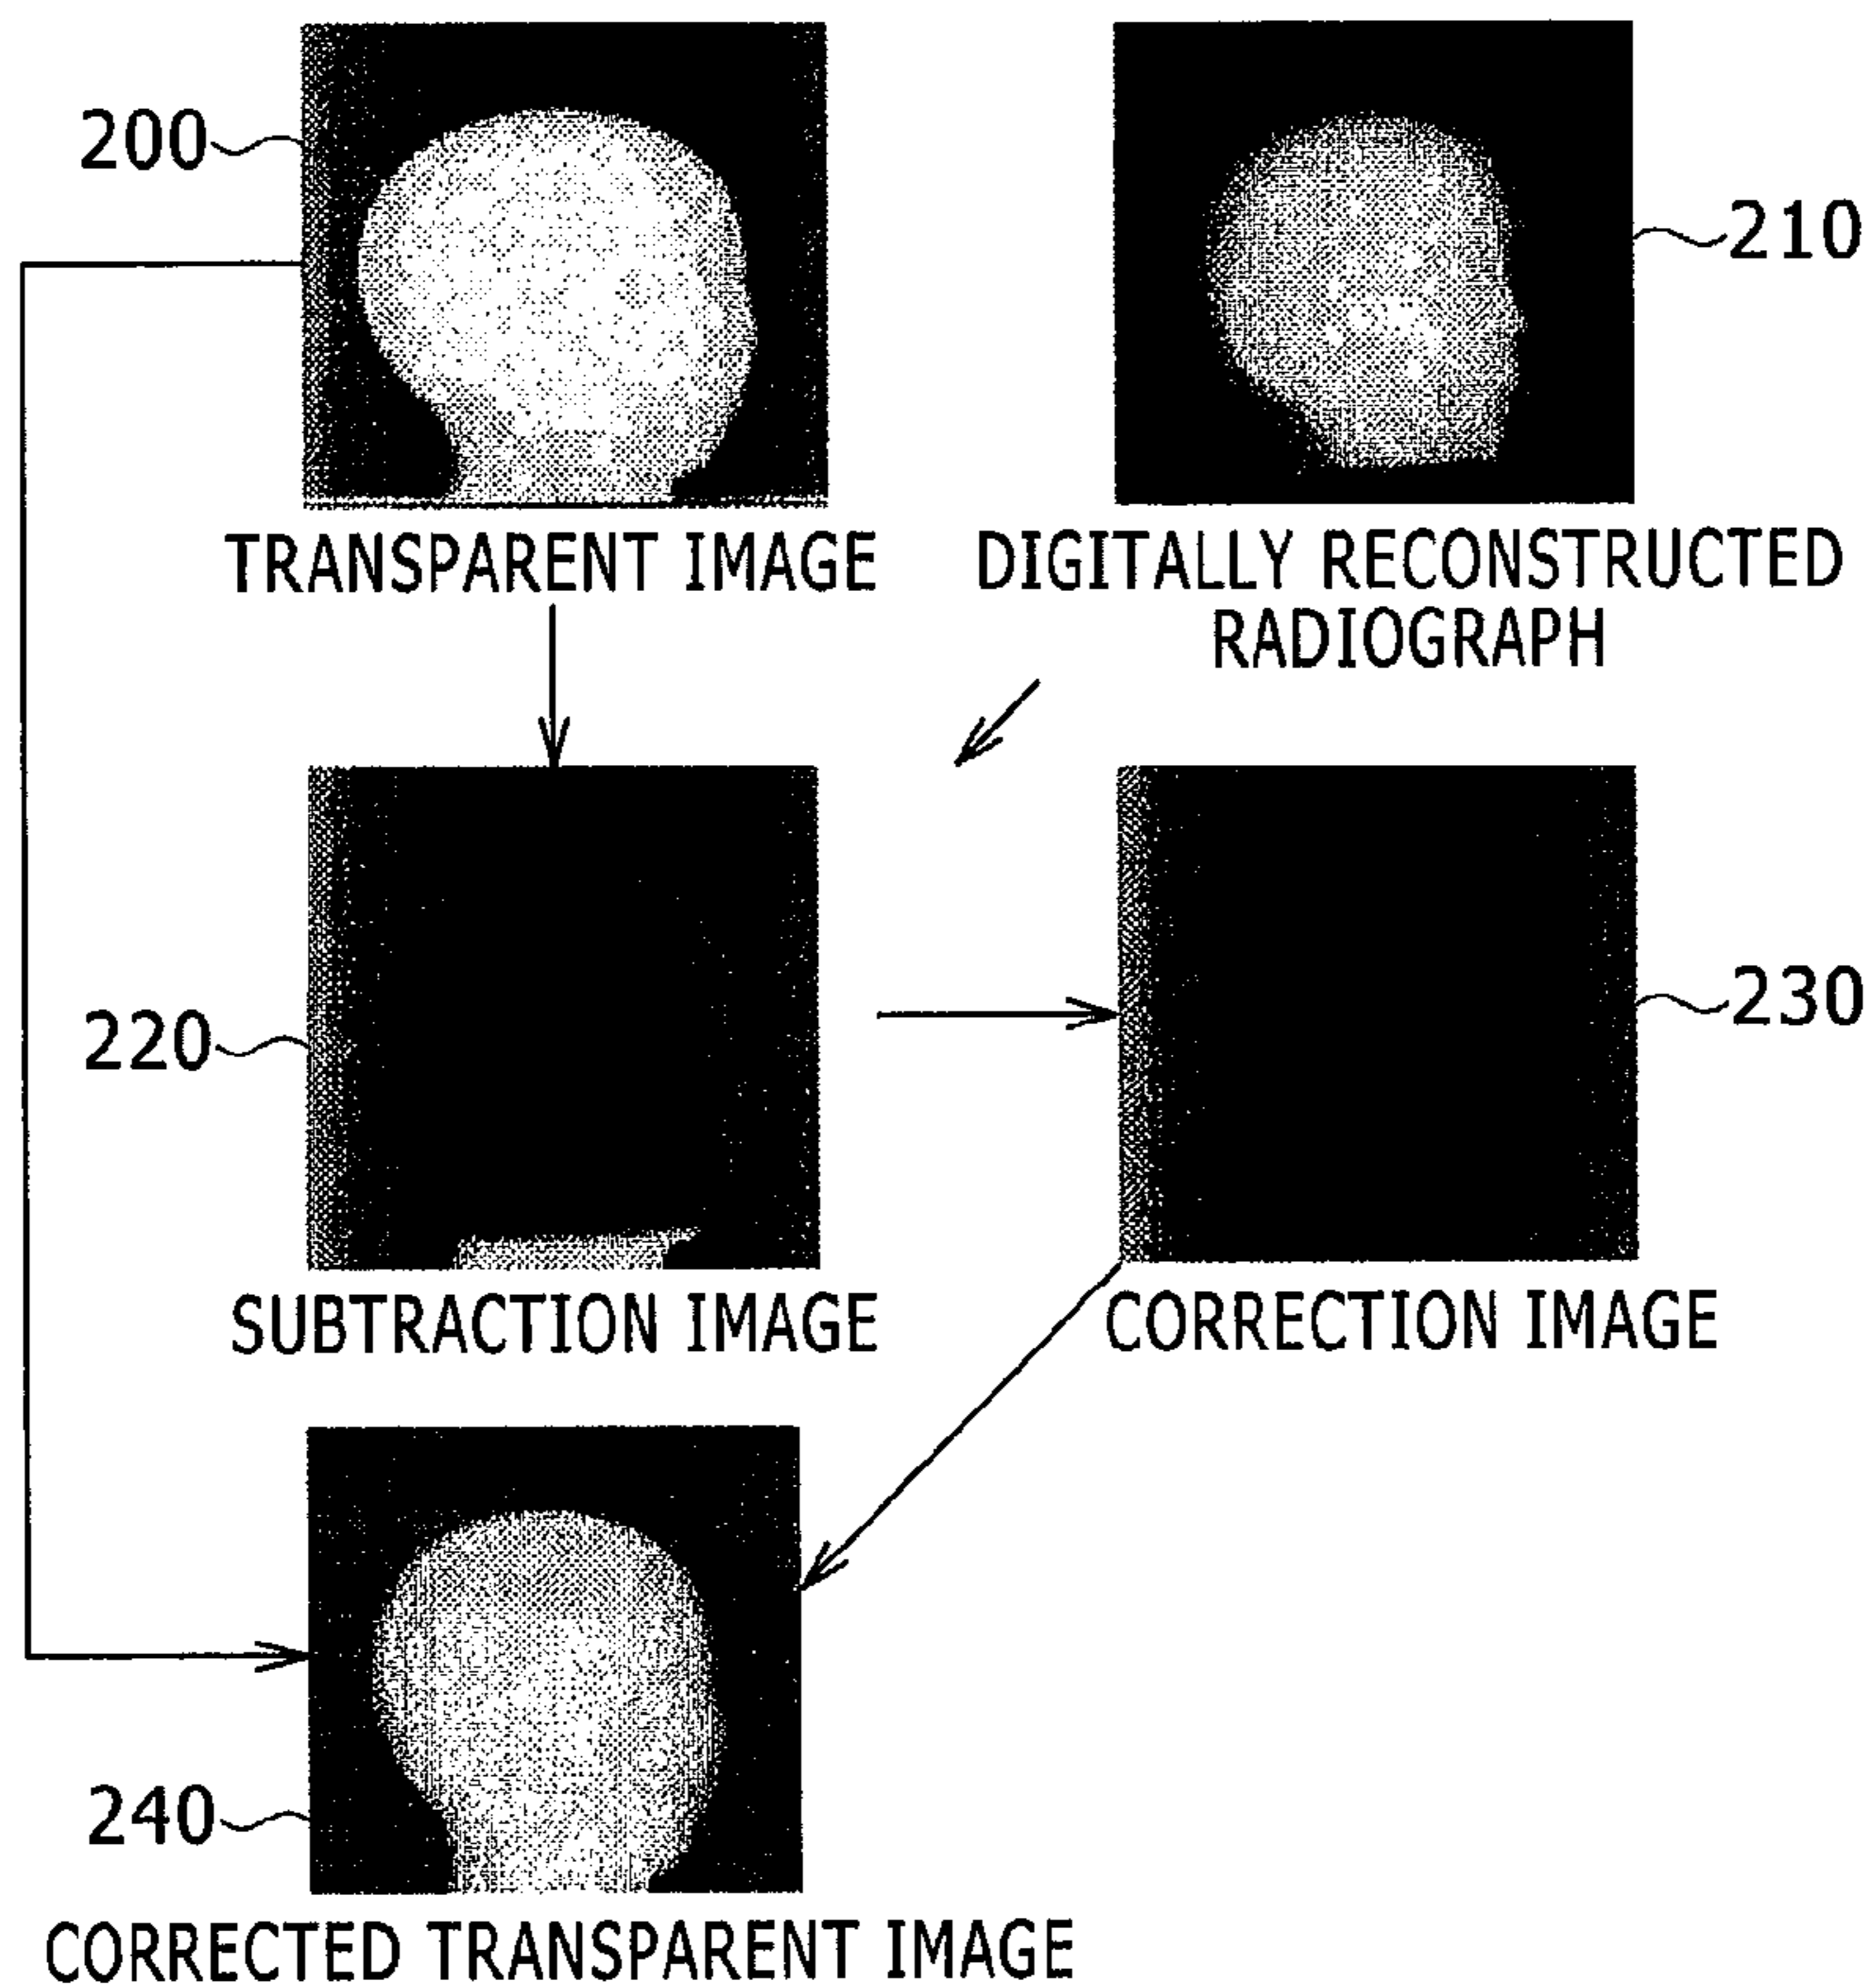 200
210
TRANSPARENT IMAGE
DIGITALLY RECONSTRUCTED
RADIOGRAPH
220
230
SUBTRACTION IMAGE
CORRECTION IMAGE
240
CORRECTED TRANSPARENT IMAGE